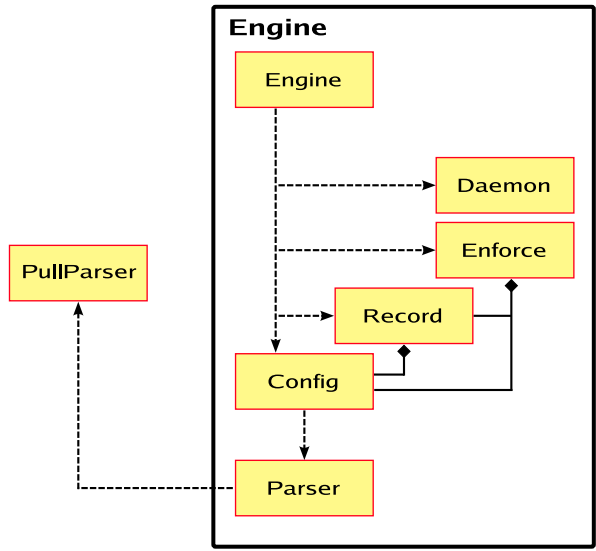 Engine
Engine
Daemon
Enforce
PullParser
Record
Config
Parser